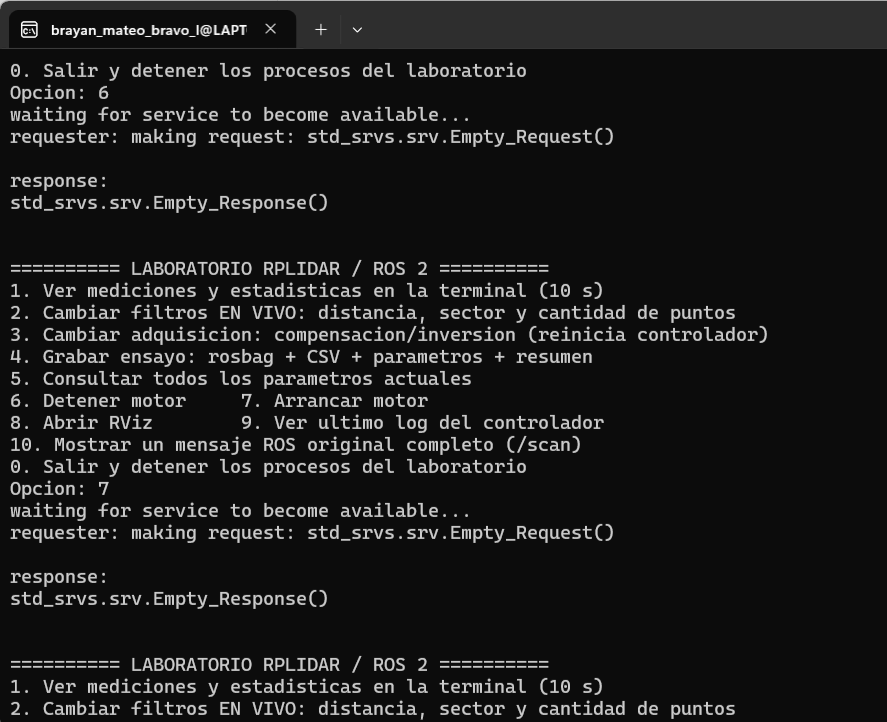 brayan_mateo_bravo_l@LAPT
0. Salir y detener los procesos del laboratorio
Opcion: 6
waiting for service to become available...
requester: making request: std_srvs.srv.Empty_Request()
response:
std_srvs.srv.Empty_Response()
========== LABORATORIO RPLIDAR / ROS 2 ==========
1. Ver mediciones y estadisticas en la terminal (10 s)
2. Cambiar filtros EN VIVO: distancia, sector y cantidad de puntos
3. Cambiar adquisicion: compensacion/inversion (reinicia controlador)
4. Grabar ensayo: rosbag + CSV + parametros + resumen
5. Consultar todos los parametros actuales
6. Detener motor     7. Arrancar motor
8. Abrir RViz        9. Ver ultimo log del controlador
10. Mostrar un mensaje ROS original completo (/scan)
0. Salir y detener los procesos del laboratorio
Opcion: 7
waiting for service to become available...
requester: making request: std_srvs.srv.Empty_Request()
response:
std_srvs.srv.Empty_Response()
========== LABORATORIO RPLIDAR / ROS 2 ==========
1. Ver mediciones y estadisticas en la terminal (10 s)
2. Cambiar filtros EN VIVO: distancia, sector y cantidad de puntos